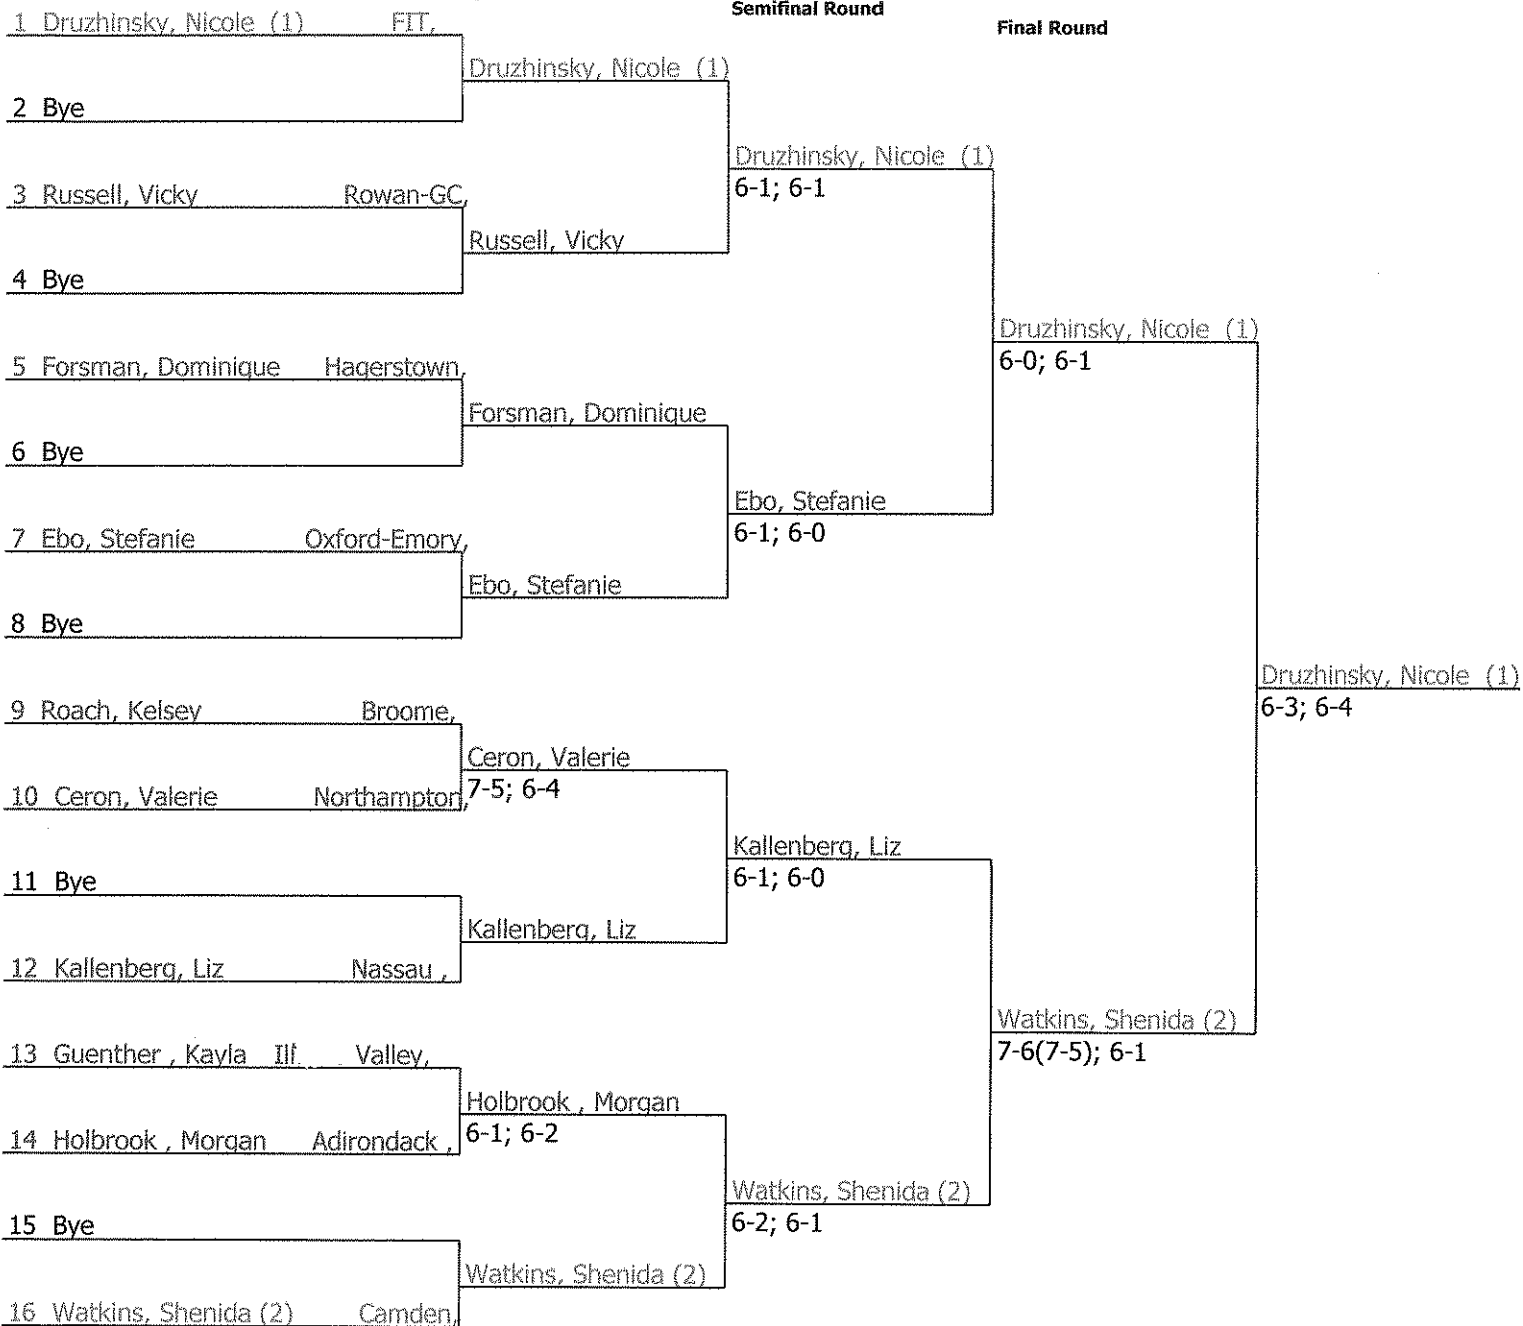 Semifinal Round
Final Round
1 Druzhinsky, Nicole (1) FIT,
Druzhinsky, Nicole (1)
2 Bye
Druzhinsky, Nicole (1)
6-1; 6-1
3 Russell, Vicky Rowan-GC,
Russell, Vicky
4 Bye
Druzhinsky, Nicole (1)
6-0; 6-1
5 Forsman, Dominique Hagerstown,
Forsman, Dominique
6 Bye
Ebo, Stefanie
6-1; 6-0
7 Ebo, Stefanie Oxford-Emory,
Ebo, Stefanie
8 Bye
Druzhinsky, Nicole (1)
6-3; 6-4
9 Roach, Kelsey Broome,
Ceron, Valerie
7-5; 6-4
10 Ceron, Valerie Northampton,
Kallenberg, Liz
6-1; 6-0
11 Bye
Kallenberg, Liz
12 Kallenberg, Liz Nassau ,
Watkins, Shenida (2)
7-6(7-5); 6-1
13 Guenther , Kayla Valley,
Holbrook , Morgan
6-1; 6-2
14 Holbrook , Morgan Adirondack ,
Watkins, Shenida (2)
6-2; 6-1
15 Bye
Watkins, Shenida (2)
16 Watkins, Shenida (2) Camden,